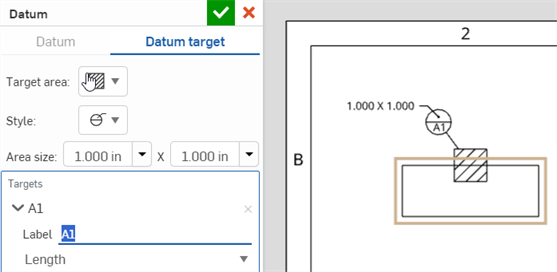 Datum
Datum
Datum target
Target area:
Style:
Area size: 1.000 in X 1.000 in
Targets
A1
Label A1
Length
2
1.000 X 1.000
A1
B